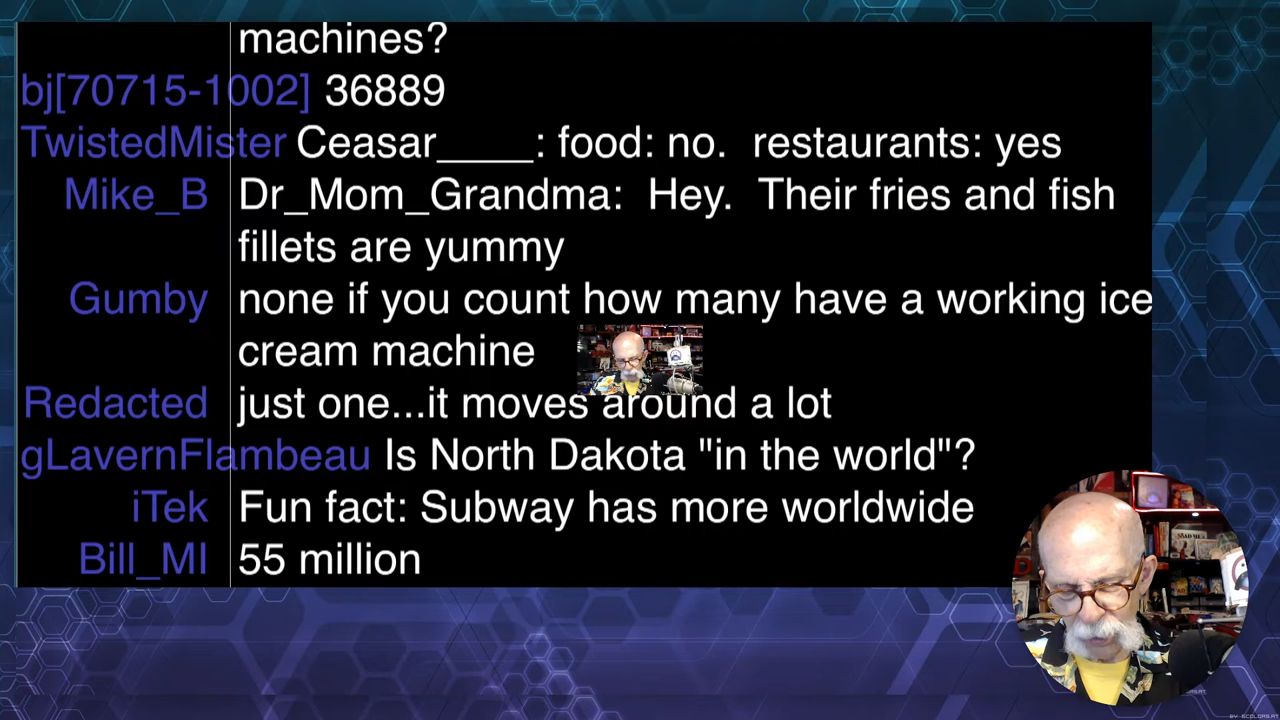 machines?
bj[70715-1002] 36889
TwistedMister Ceasar____: food: no.  restaurants: yes
Mike_B Dr_Mom_Grandma:  Hey.  Their fries and fish
fillets are yummy
Gumby none if you count how many have a working ice
cream machine
Redacted just one...it moves around a lot
gLavernFlambeau Is North Dakota "in the world"?
iTek Fun fact: Subway has more worldwide
Bill_MI 55 million